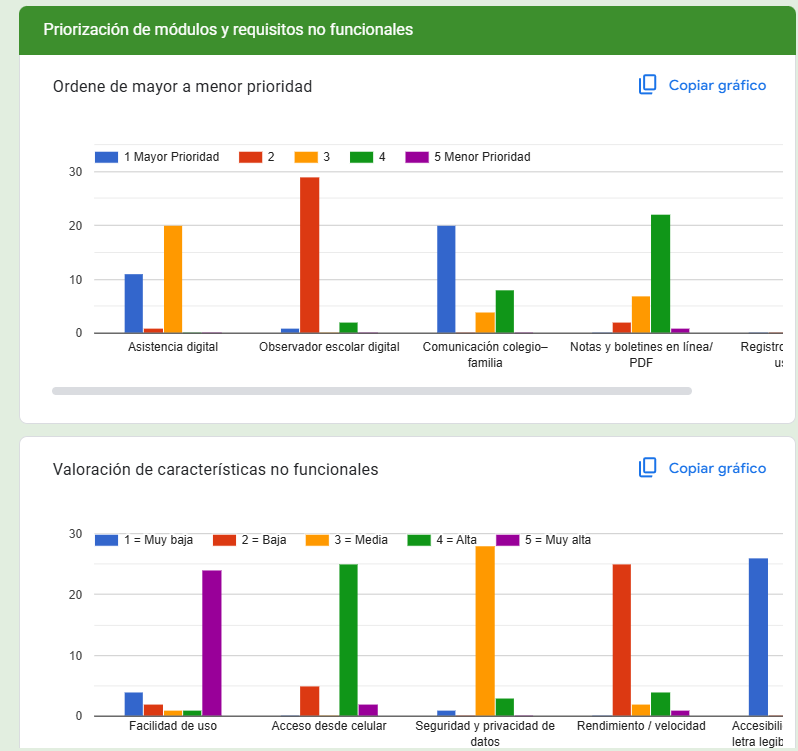 Priorización de módulos y requisitos no funcionales
Ordene de mayor a menor prioridad
Copiar gráfico
1 Mayor Prioridad 2 3 4 5 Menor Prioridad
30
20
10
0
Asistencia digital
Observador escolar digital
Comunicación colegio–
familia
Notas y boletines en línea/
PDF
Registro
Valoración de características no funcionales
Copiar gráfico
1 = Muy baja 2 = Baja 3 = Media 4 = Alta 5 = Muy alta
30
20
10
0
Facilidad de uso
Acceso desde celular
Seguridad y privacidad de
datos
Rendimiento / velocidad
Accesibili
letra legib